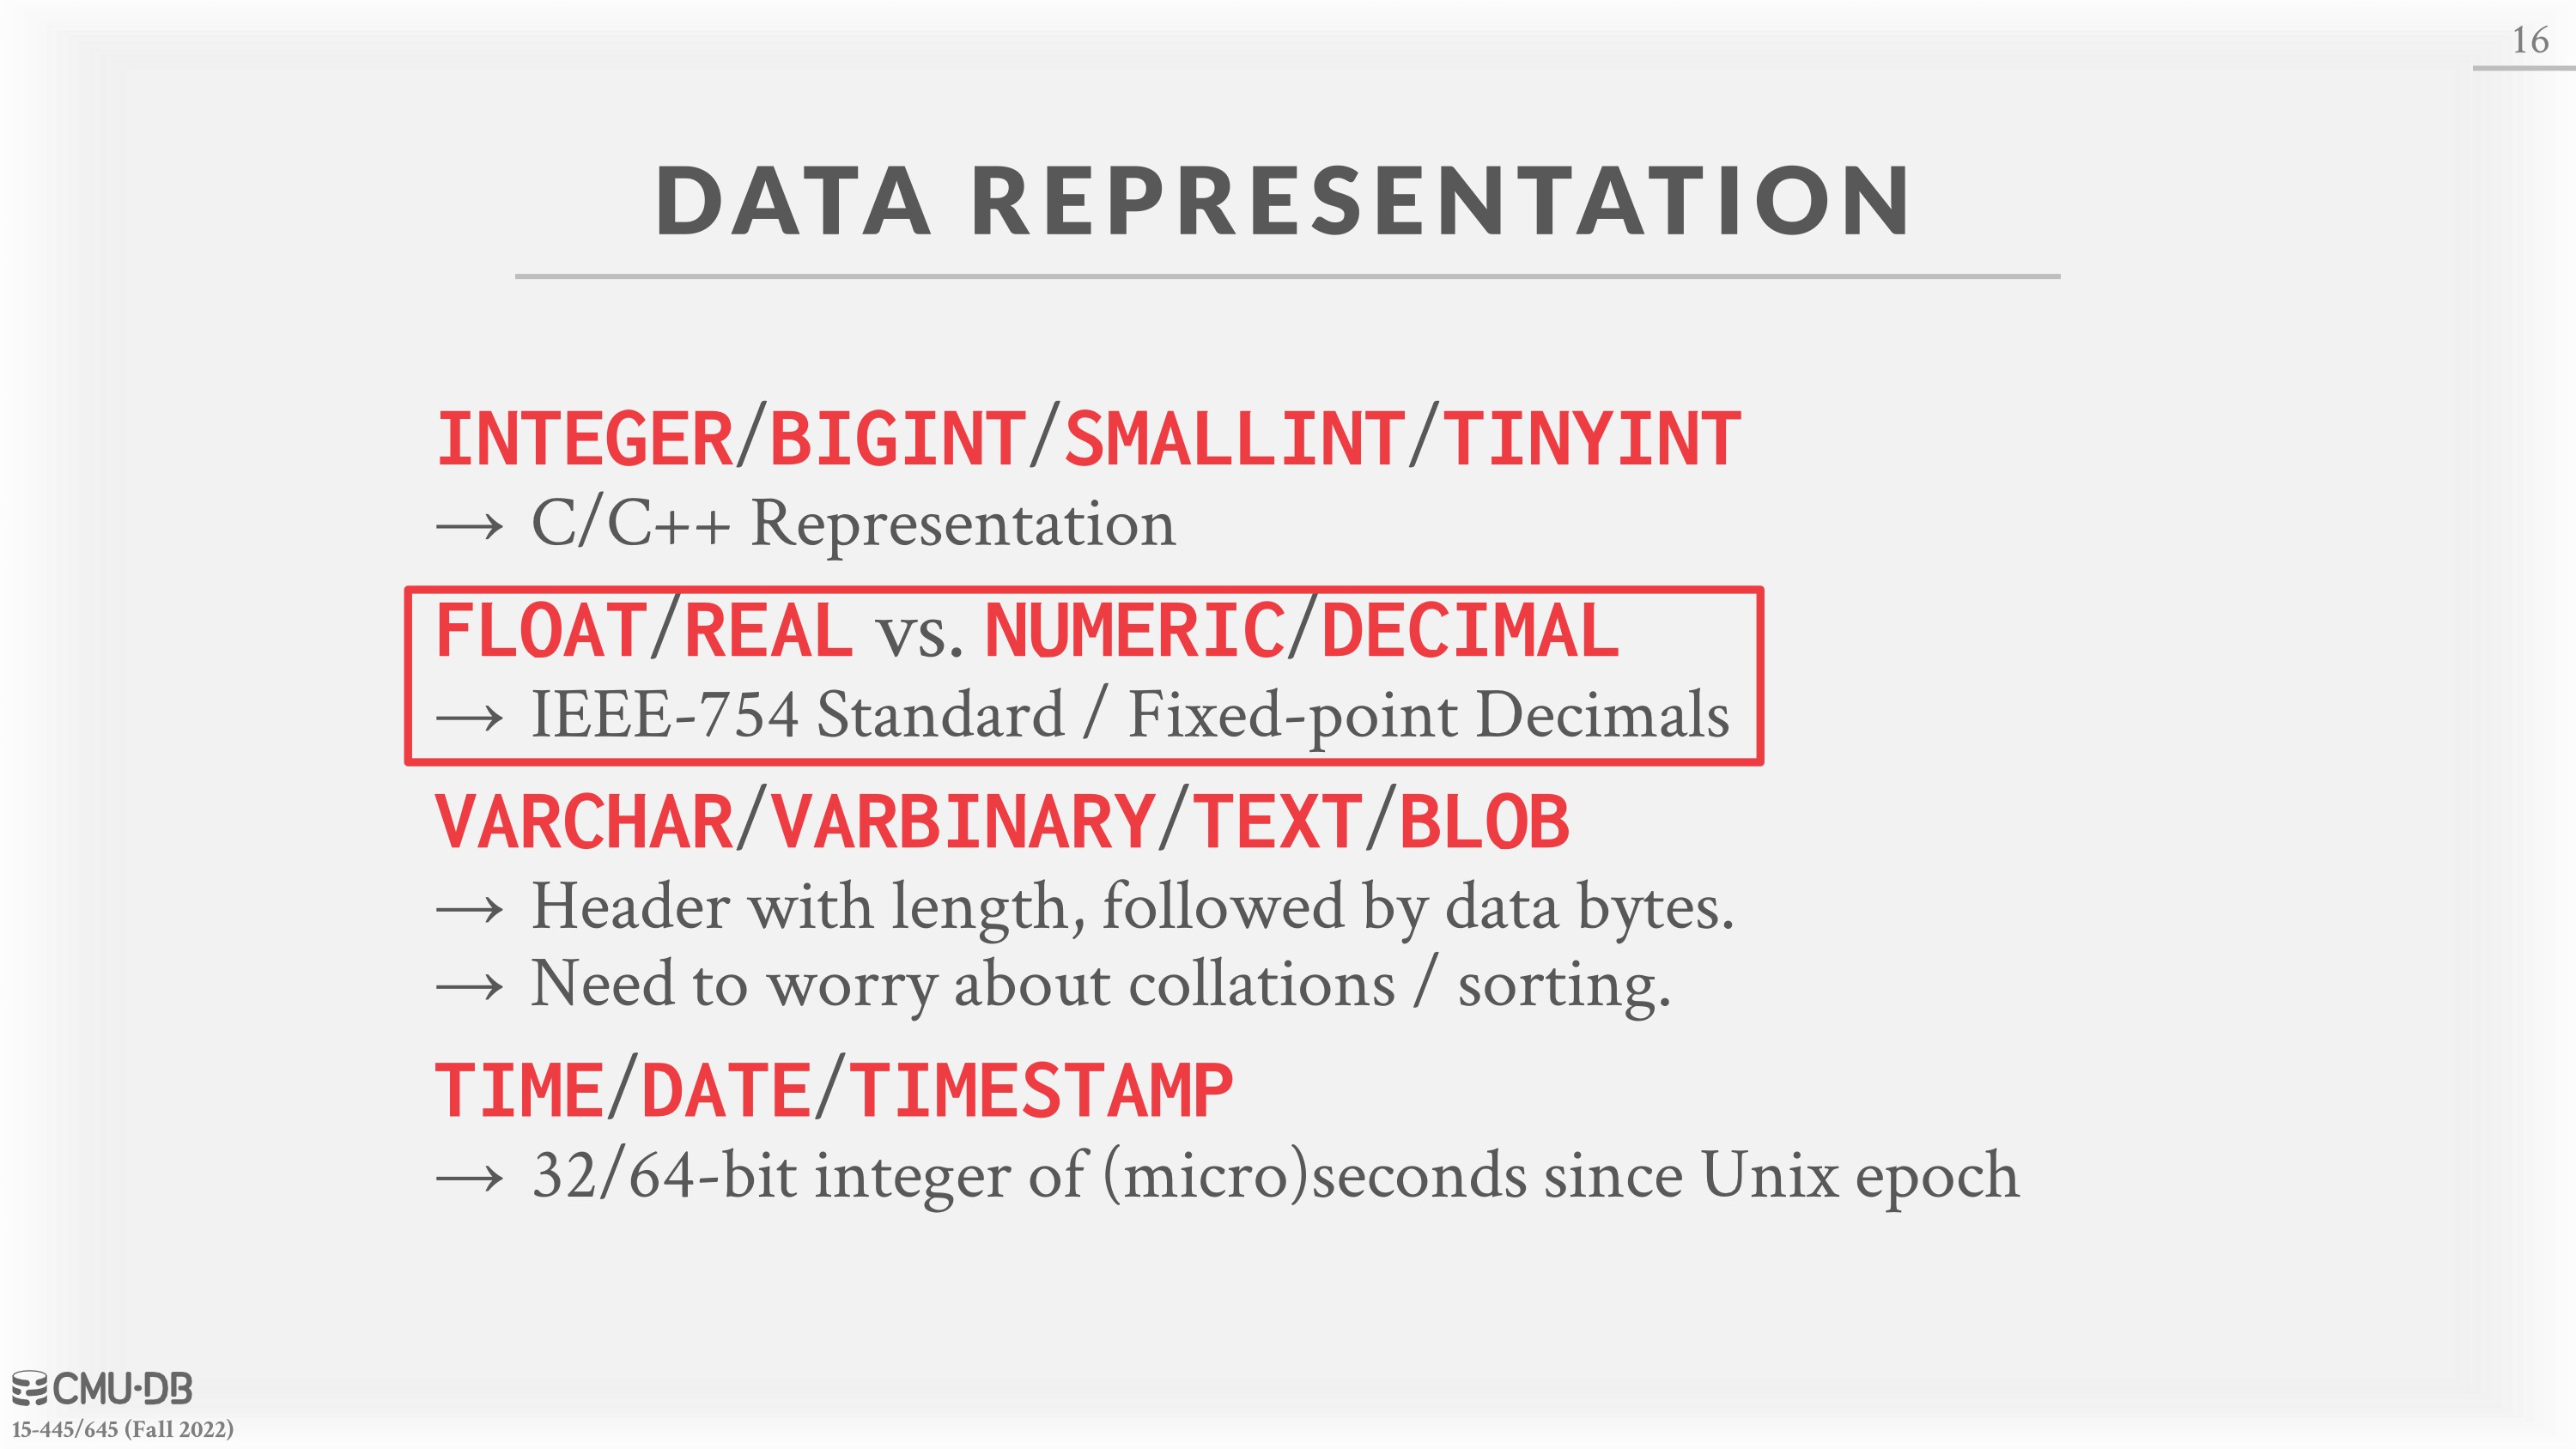 16
DATA REPRESENTATION
INTEGER/BIGINT/SMALLINT/TINYINT
→ C/C++ Representation
FLOAT/REAL vs. NUMERIC/DECIMAL
→ IEEE-754 Standard / Fixed-point Decimals
VARCHAR/VARBINARY/TEXT/BLOB
→ Header with length, followed by data bytes.
→ Need to worry about collations / sorting.
TIME/DATE/TIMESTAMP
→ 32/64-bit integer of (micro)seconds since Unix epoch
CMU·DB
15-445/645 (Fall 2022)